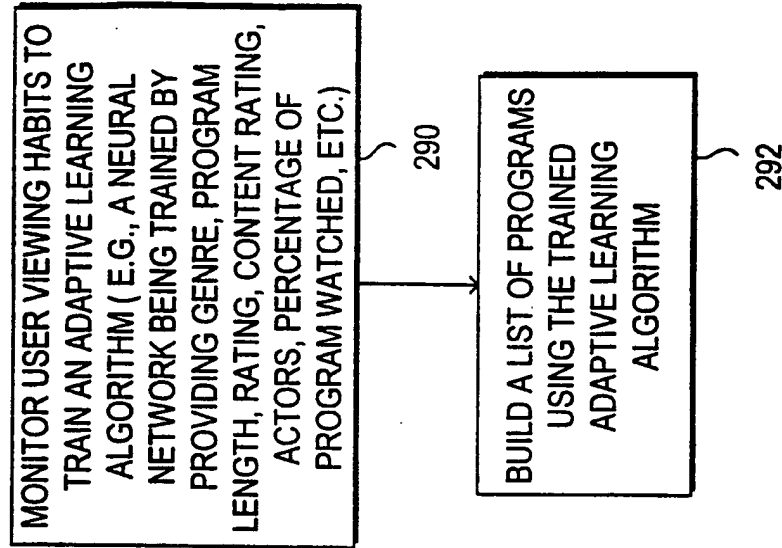 MONITOR USER VIEWING HABITS TO
TRAIN AN ADAPTIVE LEARNING
ALGORITHM ( E.G., A NEURAL
NETWORK BEING TRAINED BY
PROVIDING GENRE, PROGRAM
LENGTH, RATING, CONTENT RATING,
ACTORS, PERCENTAGE OF
PROGRAM WATCHED, ETC.)
290
BUILD A LIST OF PROGRAMS
USING THE TRAINED
ADAPTIVE LEARNING
ALGORITHM
292